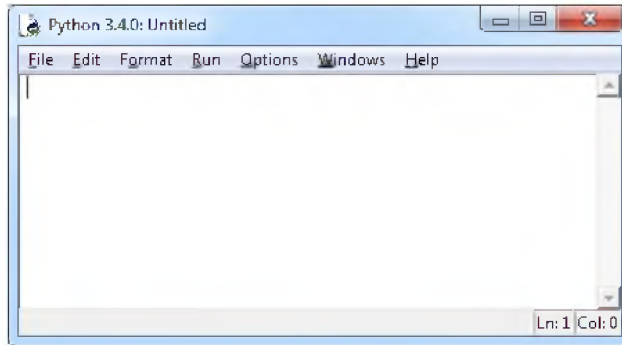 Python 3.4.0: Untitled
File Edit Format Run Options Windows Help
Ln: 1 Col: 0